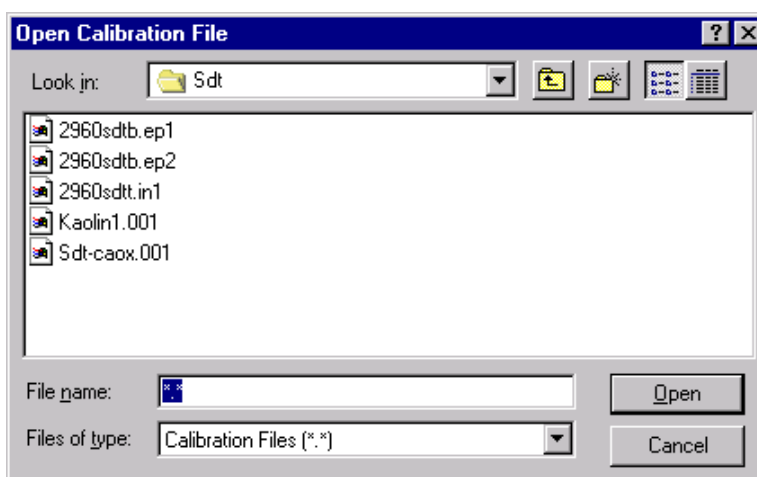 Open Calibration File
Look in: Sdt
2960sdtb.ep1
2960sdtb.ep2
2960sdtt.in1
Kaolin1.001
Sdt-caox.001
File name: *.* Open
Files of type: Calibration Files (*.*) Cancel